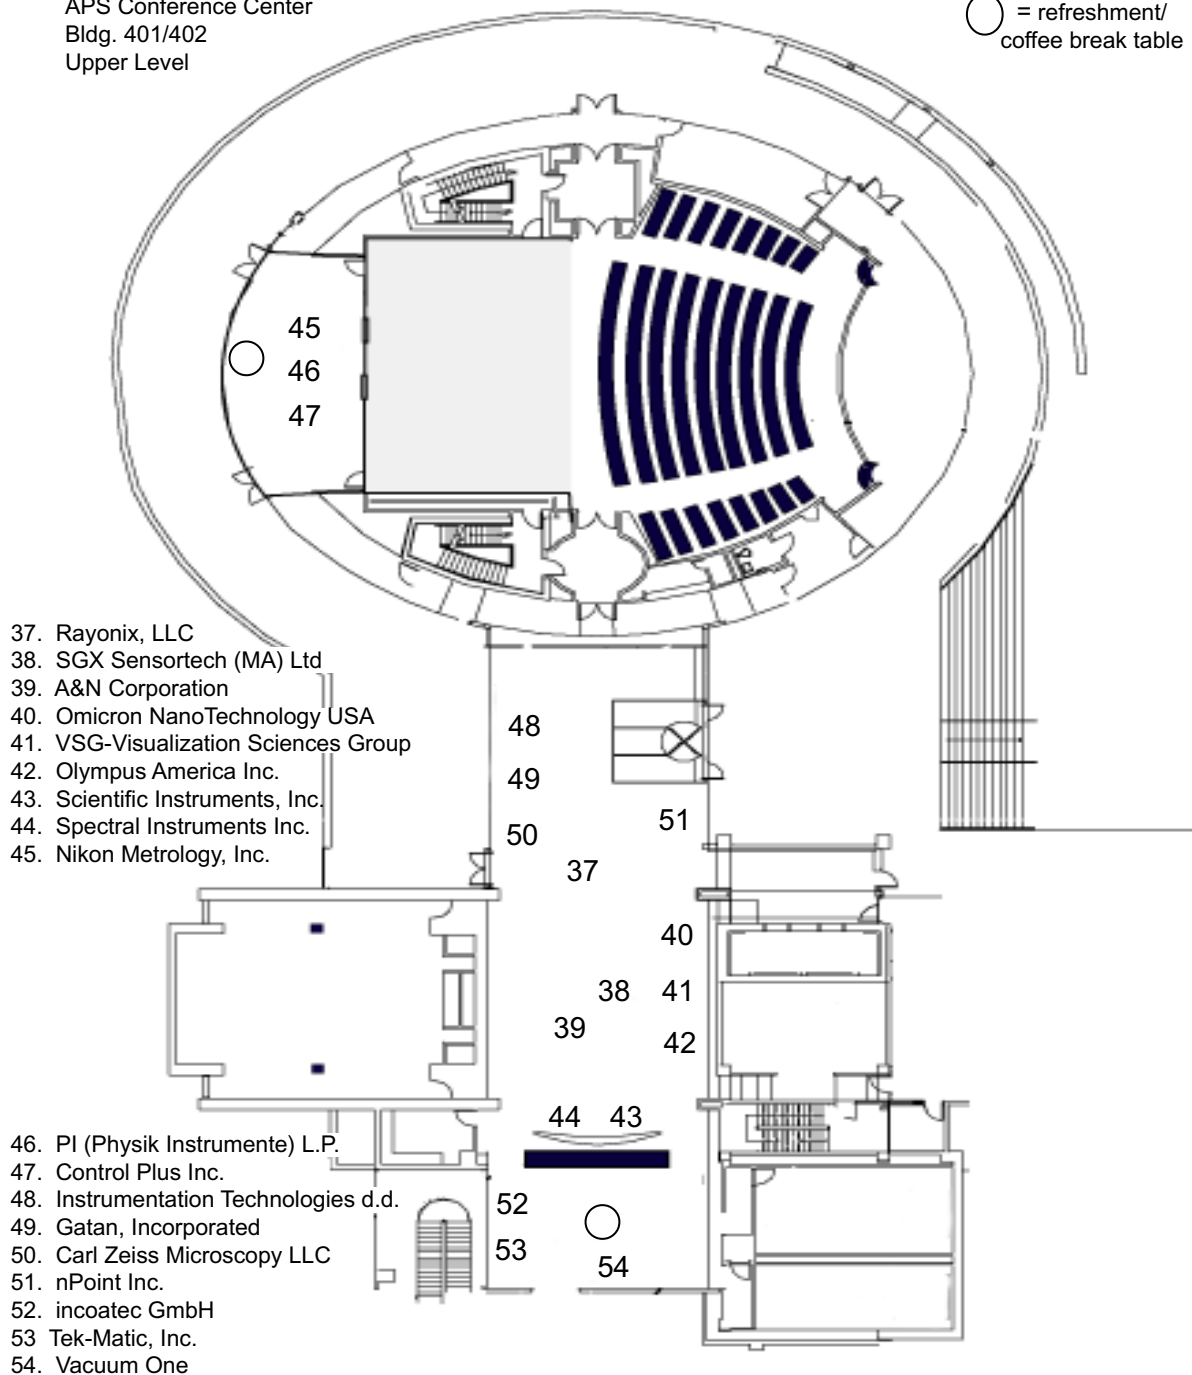 APS Conference Center
Bldg. 401/402
Upper Level
= refreshment/
coffee break table
45
46
47
37. Rayonix, LLC
38. SGX Sensortech (MA) Ltd
39. A&N Corporation
40. Omicron NanoTechnology USA
41. VSG-Visualization Sciences Group
42. Olympus America Inc.
43. Scientific Instruments, Inc.
44. Spectral Instruments Inc.
45. Nikon Metrology, Inc.
48
49
50
51
37
40
38
41
39
42
44
43
46. PI (Physik Instrumente) L.P.
47. Control Plus Inc.
48. Instrumentation Technologies d.d.
49. Gatan, Incorporated
50. Carl Zeiss Microscopy LLC
51. nPoint Inc.
52. incoatec GmbH
53 Tek-Matic, Inc.
54. Vacuum One
52
53
54